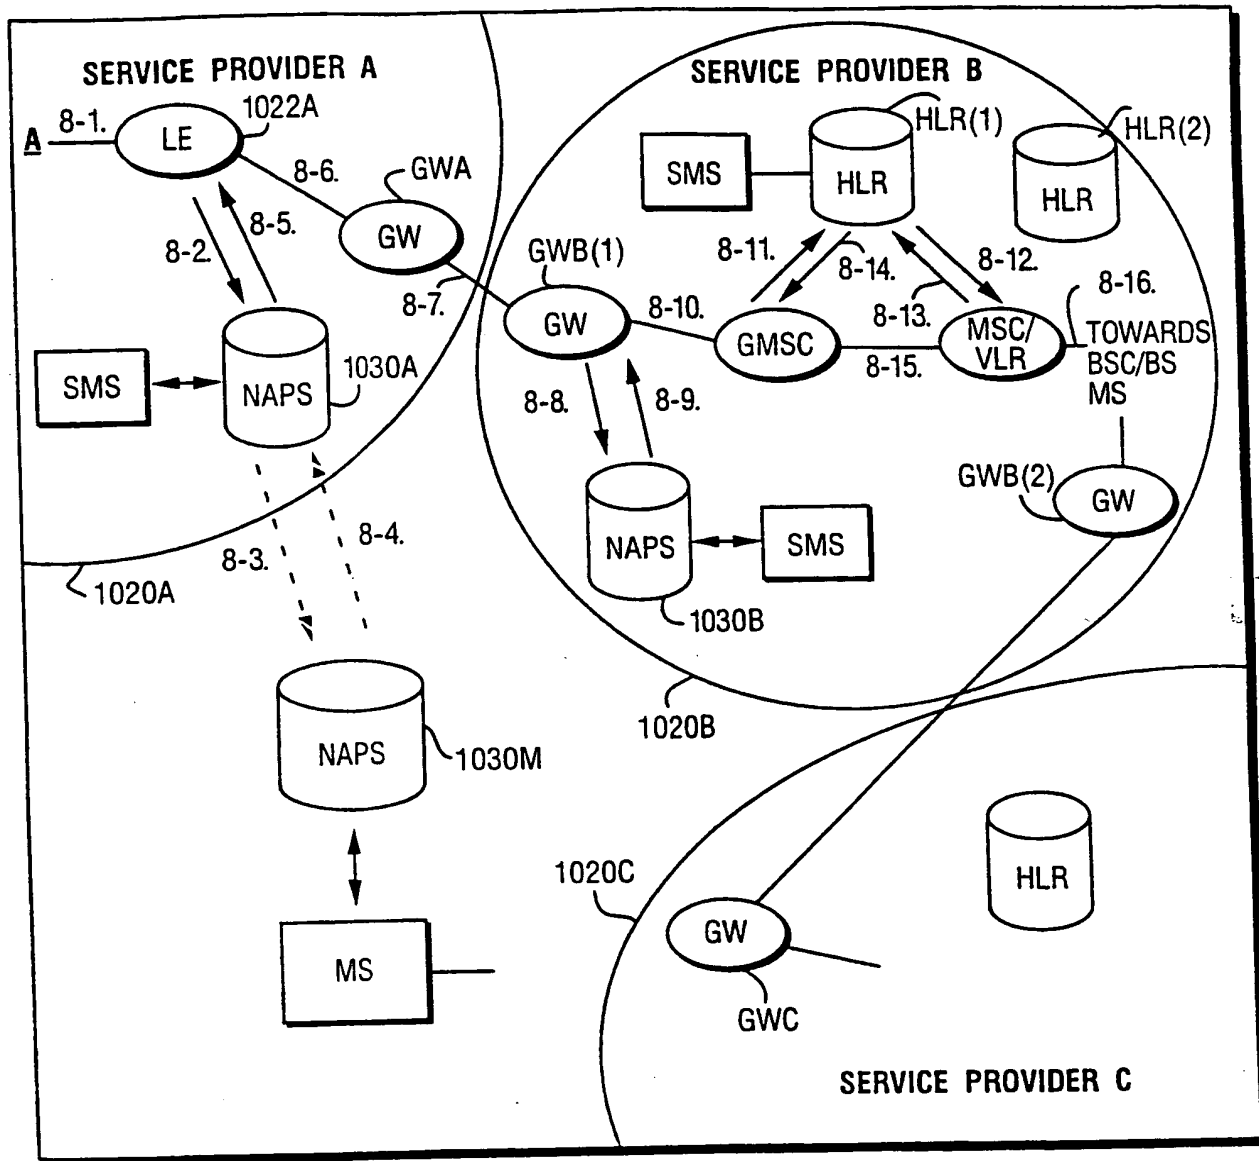 SERVICE PROVIDER A
A
8-1.
LE
1022A
8-6.
GWA
GW
8-2.
8-5.
8-7.
SMS
NAPS
1030A
8-3.
8-4.
1020A
NAPS
1030M
MS
SERVICE PROVIDER B
HLR(1)
HLR(2)
SMS
HLR
HLR
8-11.
8-14.
8-12.
8-13.
GWB(1)
GW
8-10.
GMSC
8-15.
MSC/
VLR
8-16.
TOWARDS
BSC/BS
MS
8-8.
8-9.
NAPS
SMS
1030B
GWB(2)
GW
1020B
1020C
HLR
GW
GWC
SERVICE PROVIDER C